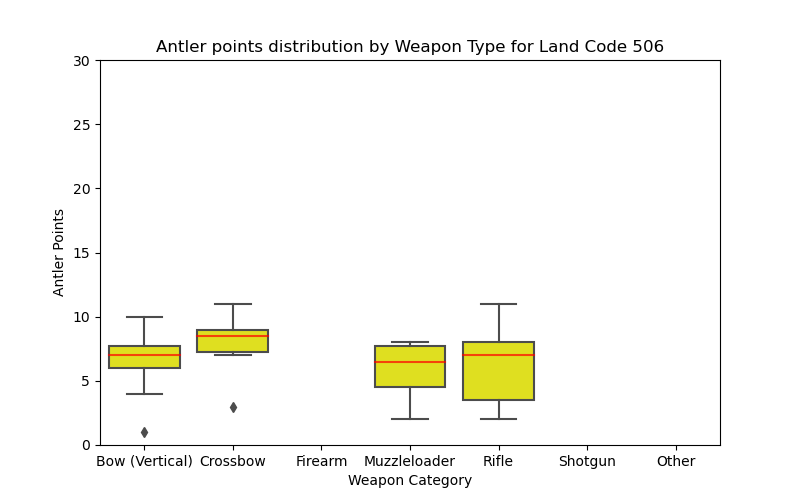 Antler points distribution by Weapon Type for Land Code 506
30
25
20
15
10
5
0
Antler Points
Bow (Vertical) Crossbow Firearm Muzzleloader Rifle Shotgun Other
Weapon Category